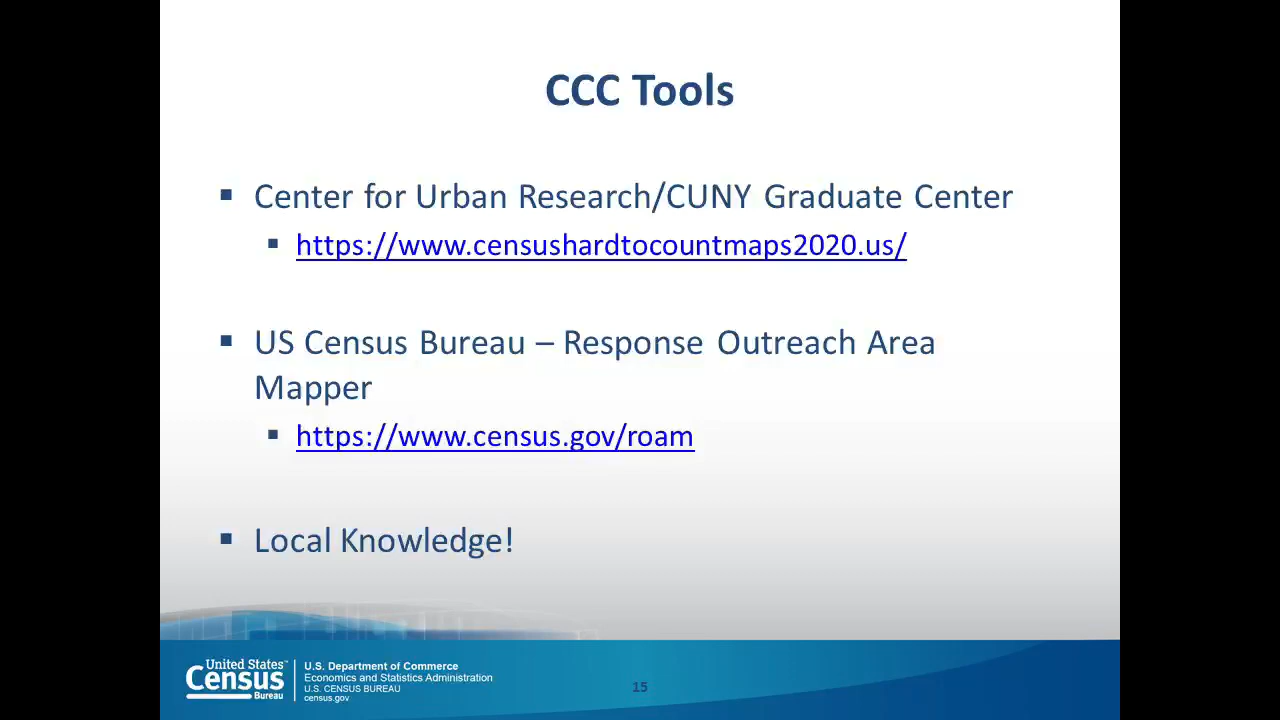 CCC Tools
▪ Center for Urban Research/CUNY Graduate Center
▪ https://www.censushardtocountmaps2020.us/
▪ US Census Bureau – Response Outreach Area
Mapper
▪ https://www.census.gov/roam
▪ Local Knowledge!
United States™
Census
Bureau
U.S. Department of Commerce
Economics and Statistics Administration
U.S. CENSUS BUREAU
census.gov
15